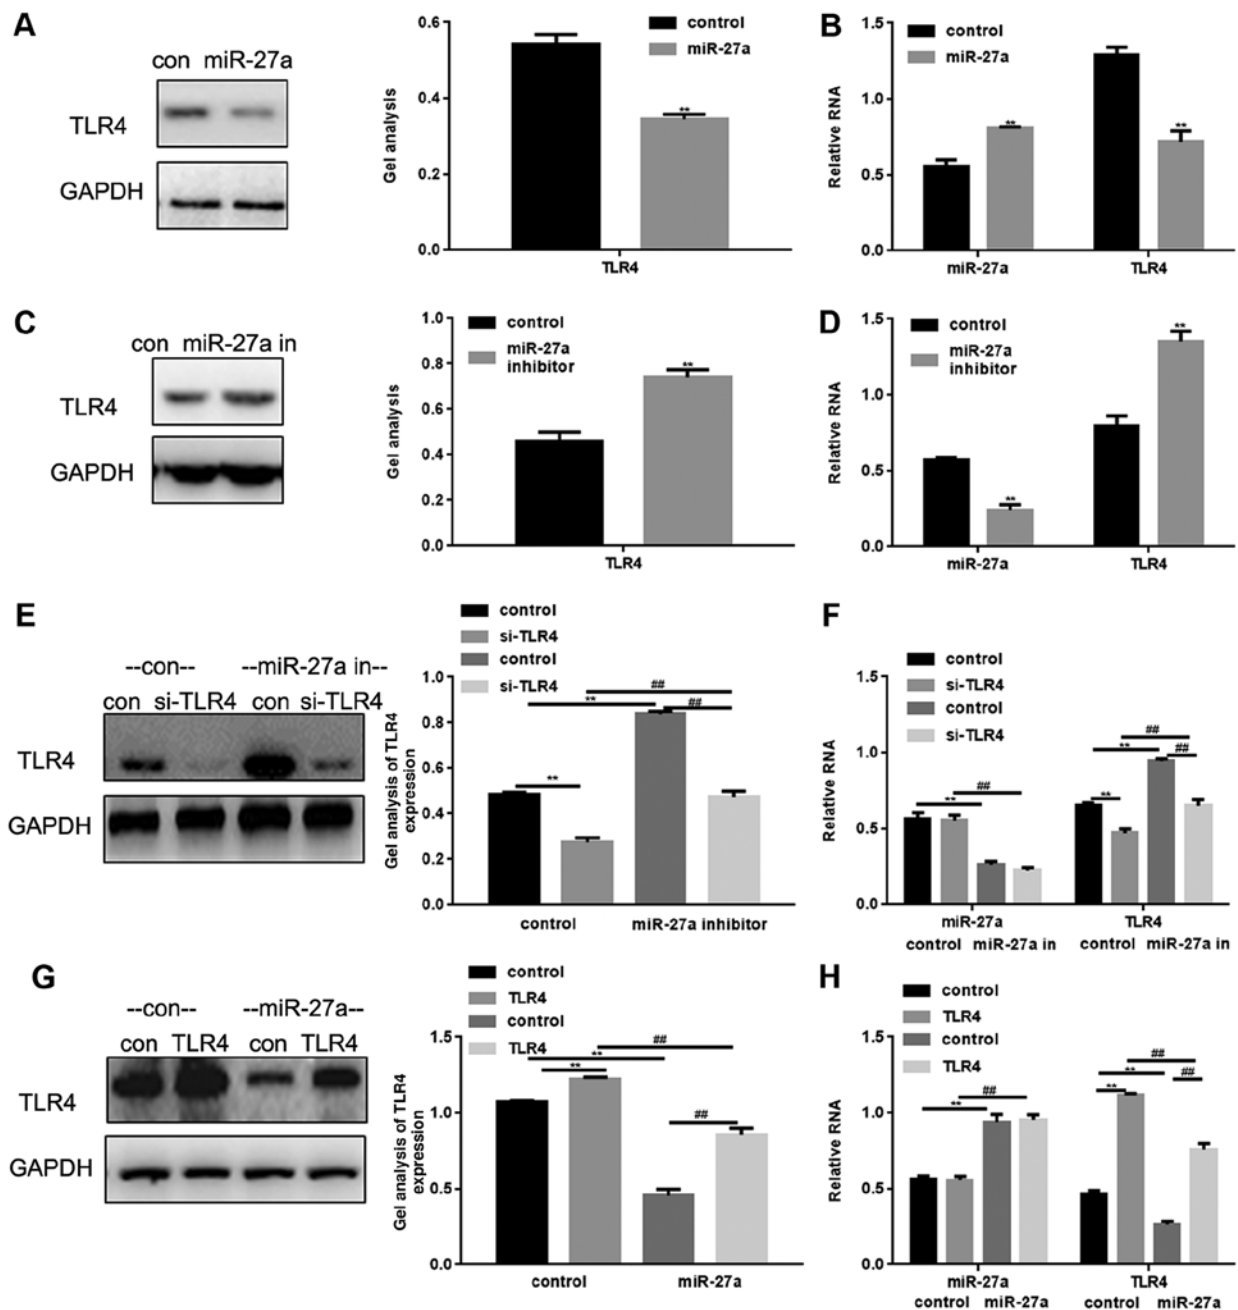 A
con miR-27a
TLR4
GAPDH
Gel analysis
0.6
0.4
0.2
0.0
control
miR-27a
**
TLR4
B
Relative RNA
1.5
1.0
0.5
0.0
control
miR-27a
**
**
miR-27a TLR4
C
con miR-27a in
TLR4
GAPDH
Gel analysis
1.0
0.8
0.6
0.4
0.2
0.0
control
miR-27a
inhibitor
**
TLR4
D
Relative RNA
1.5
1.0
0.5
0.0
control
miR-27a
inhibitor
**
**
miR-27a TLR4
E
--con-- --miR-27a in--
con si-TLR4 con si-TLR4
TLR4
GAPDH
control
si-TLR4
control
si-TLR4
Gel analysis of TLR4
expression
1.0
0.8
0.6
0.4
0.2
0.0
##
**
##
**
control miR-27a inhibitor
F
control
si-TLR4
control
si-TLR4
Relative RNA
1.5
1.0
0.5
0.0
##
**
##
**
##
**
miR-27a TLR4
control miR-27a in control miR-27a in
G
--con-- --miR-27a--
con TLR4 con TLR4
TLR4
GAPDH
control
TLR4
control
TLR4
Gel analysis of TLR4
expression
1.5
1.0
0.5
0.0
##
**
**
##
control miR-27a
H
control
TLR4
control
TLR4
Relative RNA
1.5
1.0
0.5
0.0
##
**
##
**
##
**
miR-27a TLR4
control miR-27a control miR-27a